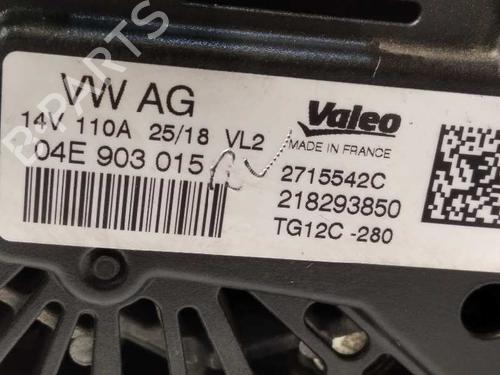 VW AG
14V 110A 25/18 VL2
04E 903 015
Valeo
MADE IN FRANCE
2715542C
218293850
TG12C -280